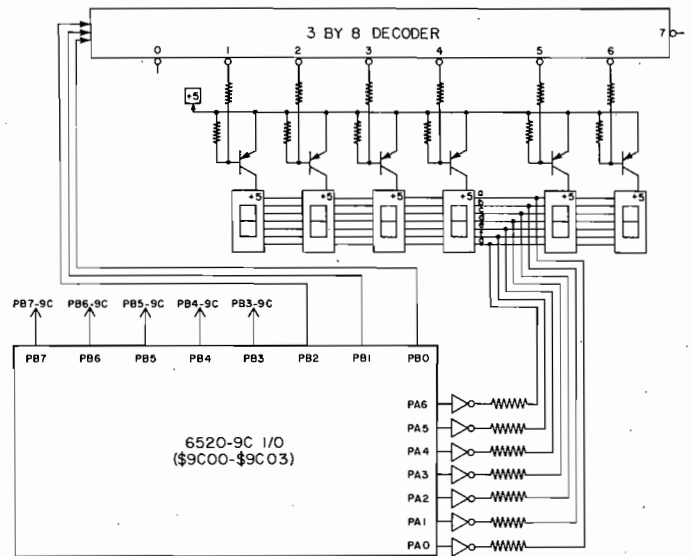 3 BY 8 DECODER
7
0 1 2 3 4 5 6
+5
+5 +5 +5 +5 +5 +5
a
b
c
d
e
f
g
PB7-9C PB6-9C PB5-9C PB4-9C PB3-9C
PB7 PB6 PB5 PB4 PB3 PB2 PB1 PB0
PA6
PA5
6520-9C I/O
PA4
($9C00-$9C03)
PA3
PA2
PA1
PA0